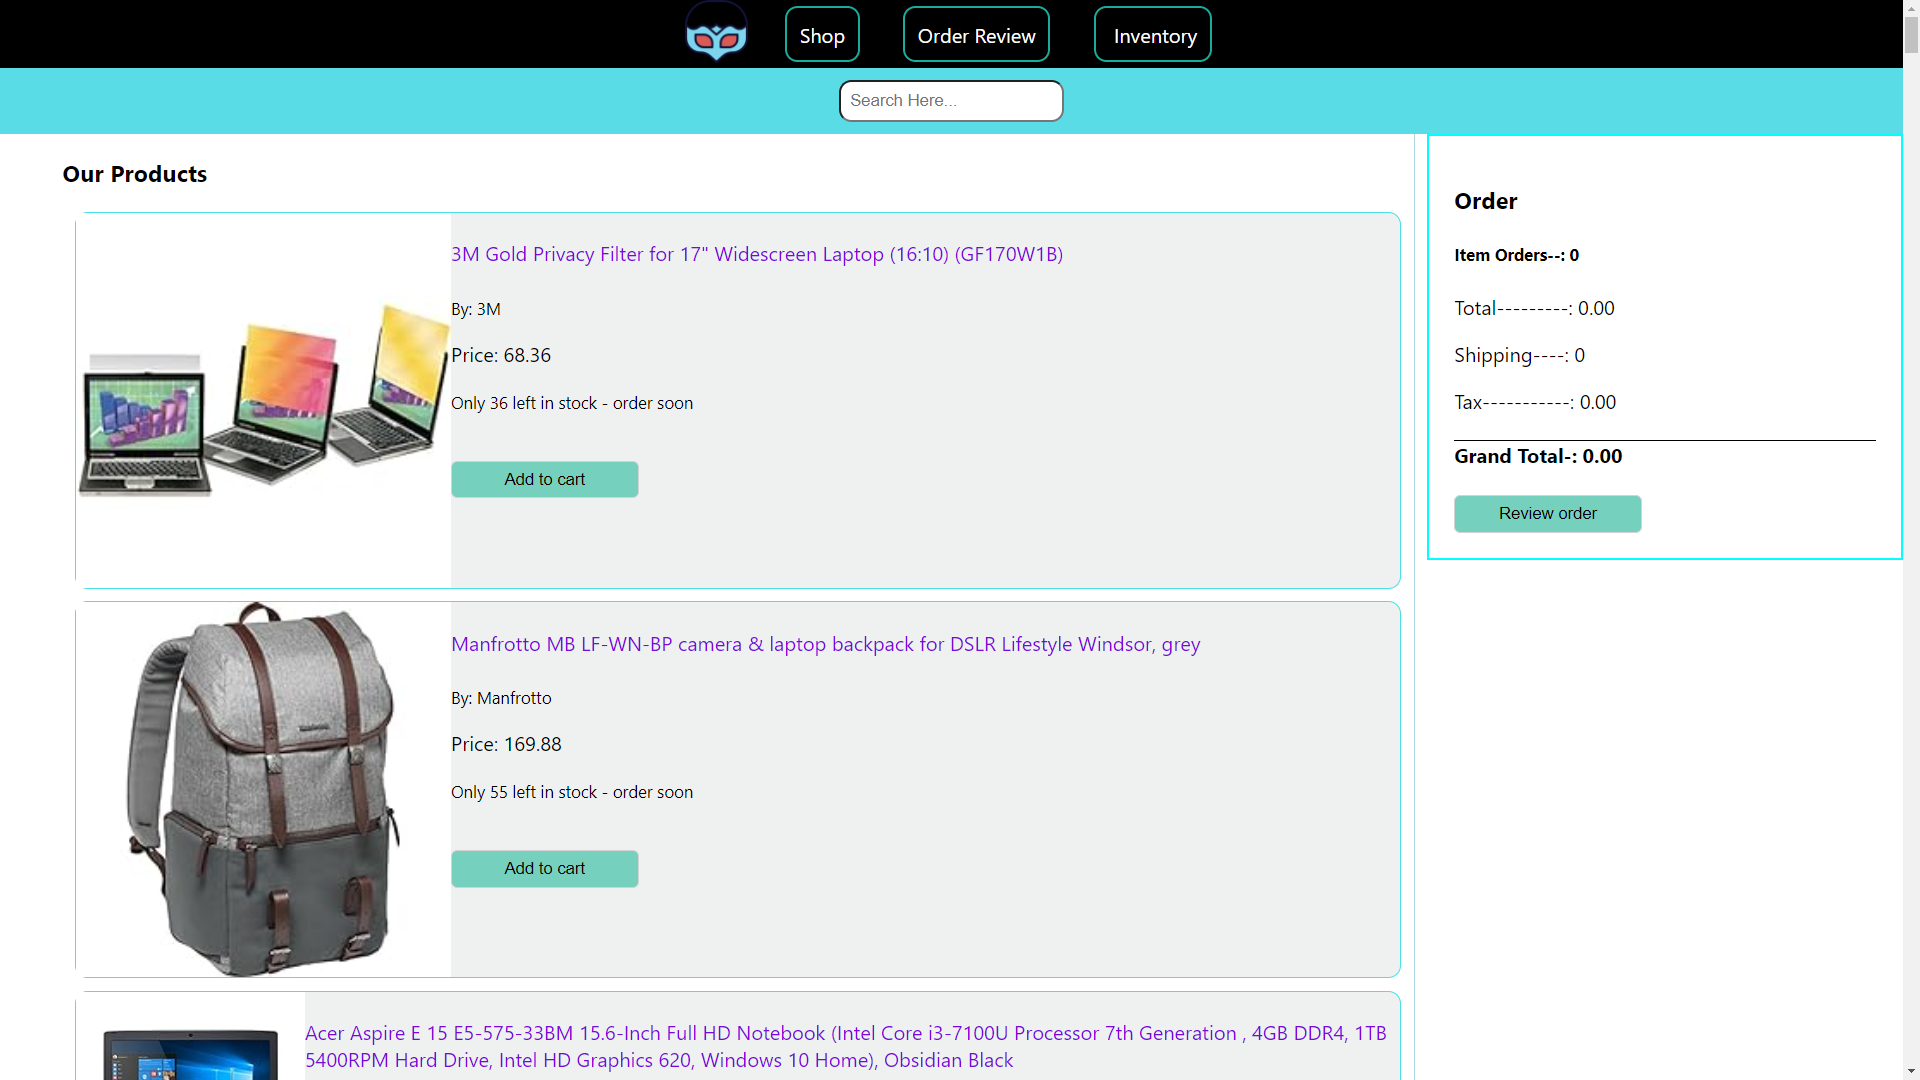 Shop
Order Review
Inventory
Search Here...
Our Products
3M Gold Privacy Filter for 17" Widescreen Laptop (16:10) (GF170W1B)
By: 3M
Price: 68.36
Only 36 left in stock - order soon
Add to cart
Manfrotto MB LF-WN-BP camera & laptop backpack for DSLR Lifestyle Windsor, grey
By: Manfrotto
Price: 169.88
Only 55 left in stock - order soon
Add to cart
Acer Aspire E 15 E5-575-33BM 15.6-Inch Full HD Notebook (Intel Core i3-7100U Processor 7th Generation , 4GB DDR4, 1TB
5400RPM Hard Drive, Intel HD Graphics 620, Windows 10 Home), Obsidian Black
Order
Item Orders--: 0
Total---------: 0.00
Shipping----: 0
Tax-----------: 0.00
Grand Total-: 0.00
Review order